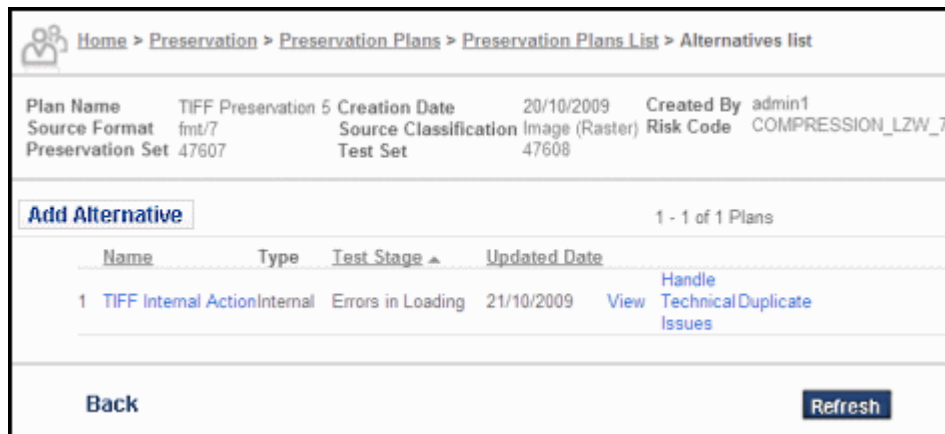 Home > Preservation > Preservation Plans > Preservation Plans List > Alternatives list
Plan Name TIFF Preservation 5 Creation Date 20/10/2009 Created By admin1
Source Format fmt/7 Source Classification Image (Raster) Risk Code COMPRESSION_LZW_7
Preservation Set 47607 Test Set 47608
Add Alternative 1 - 1 of 1 Plans
Name Type Test Stage Updated Date
1 TIFF Internal Action Internal Errors in Loading 21/10/2009 View Handle Technical Issues Duplicate
Back Refresh